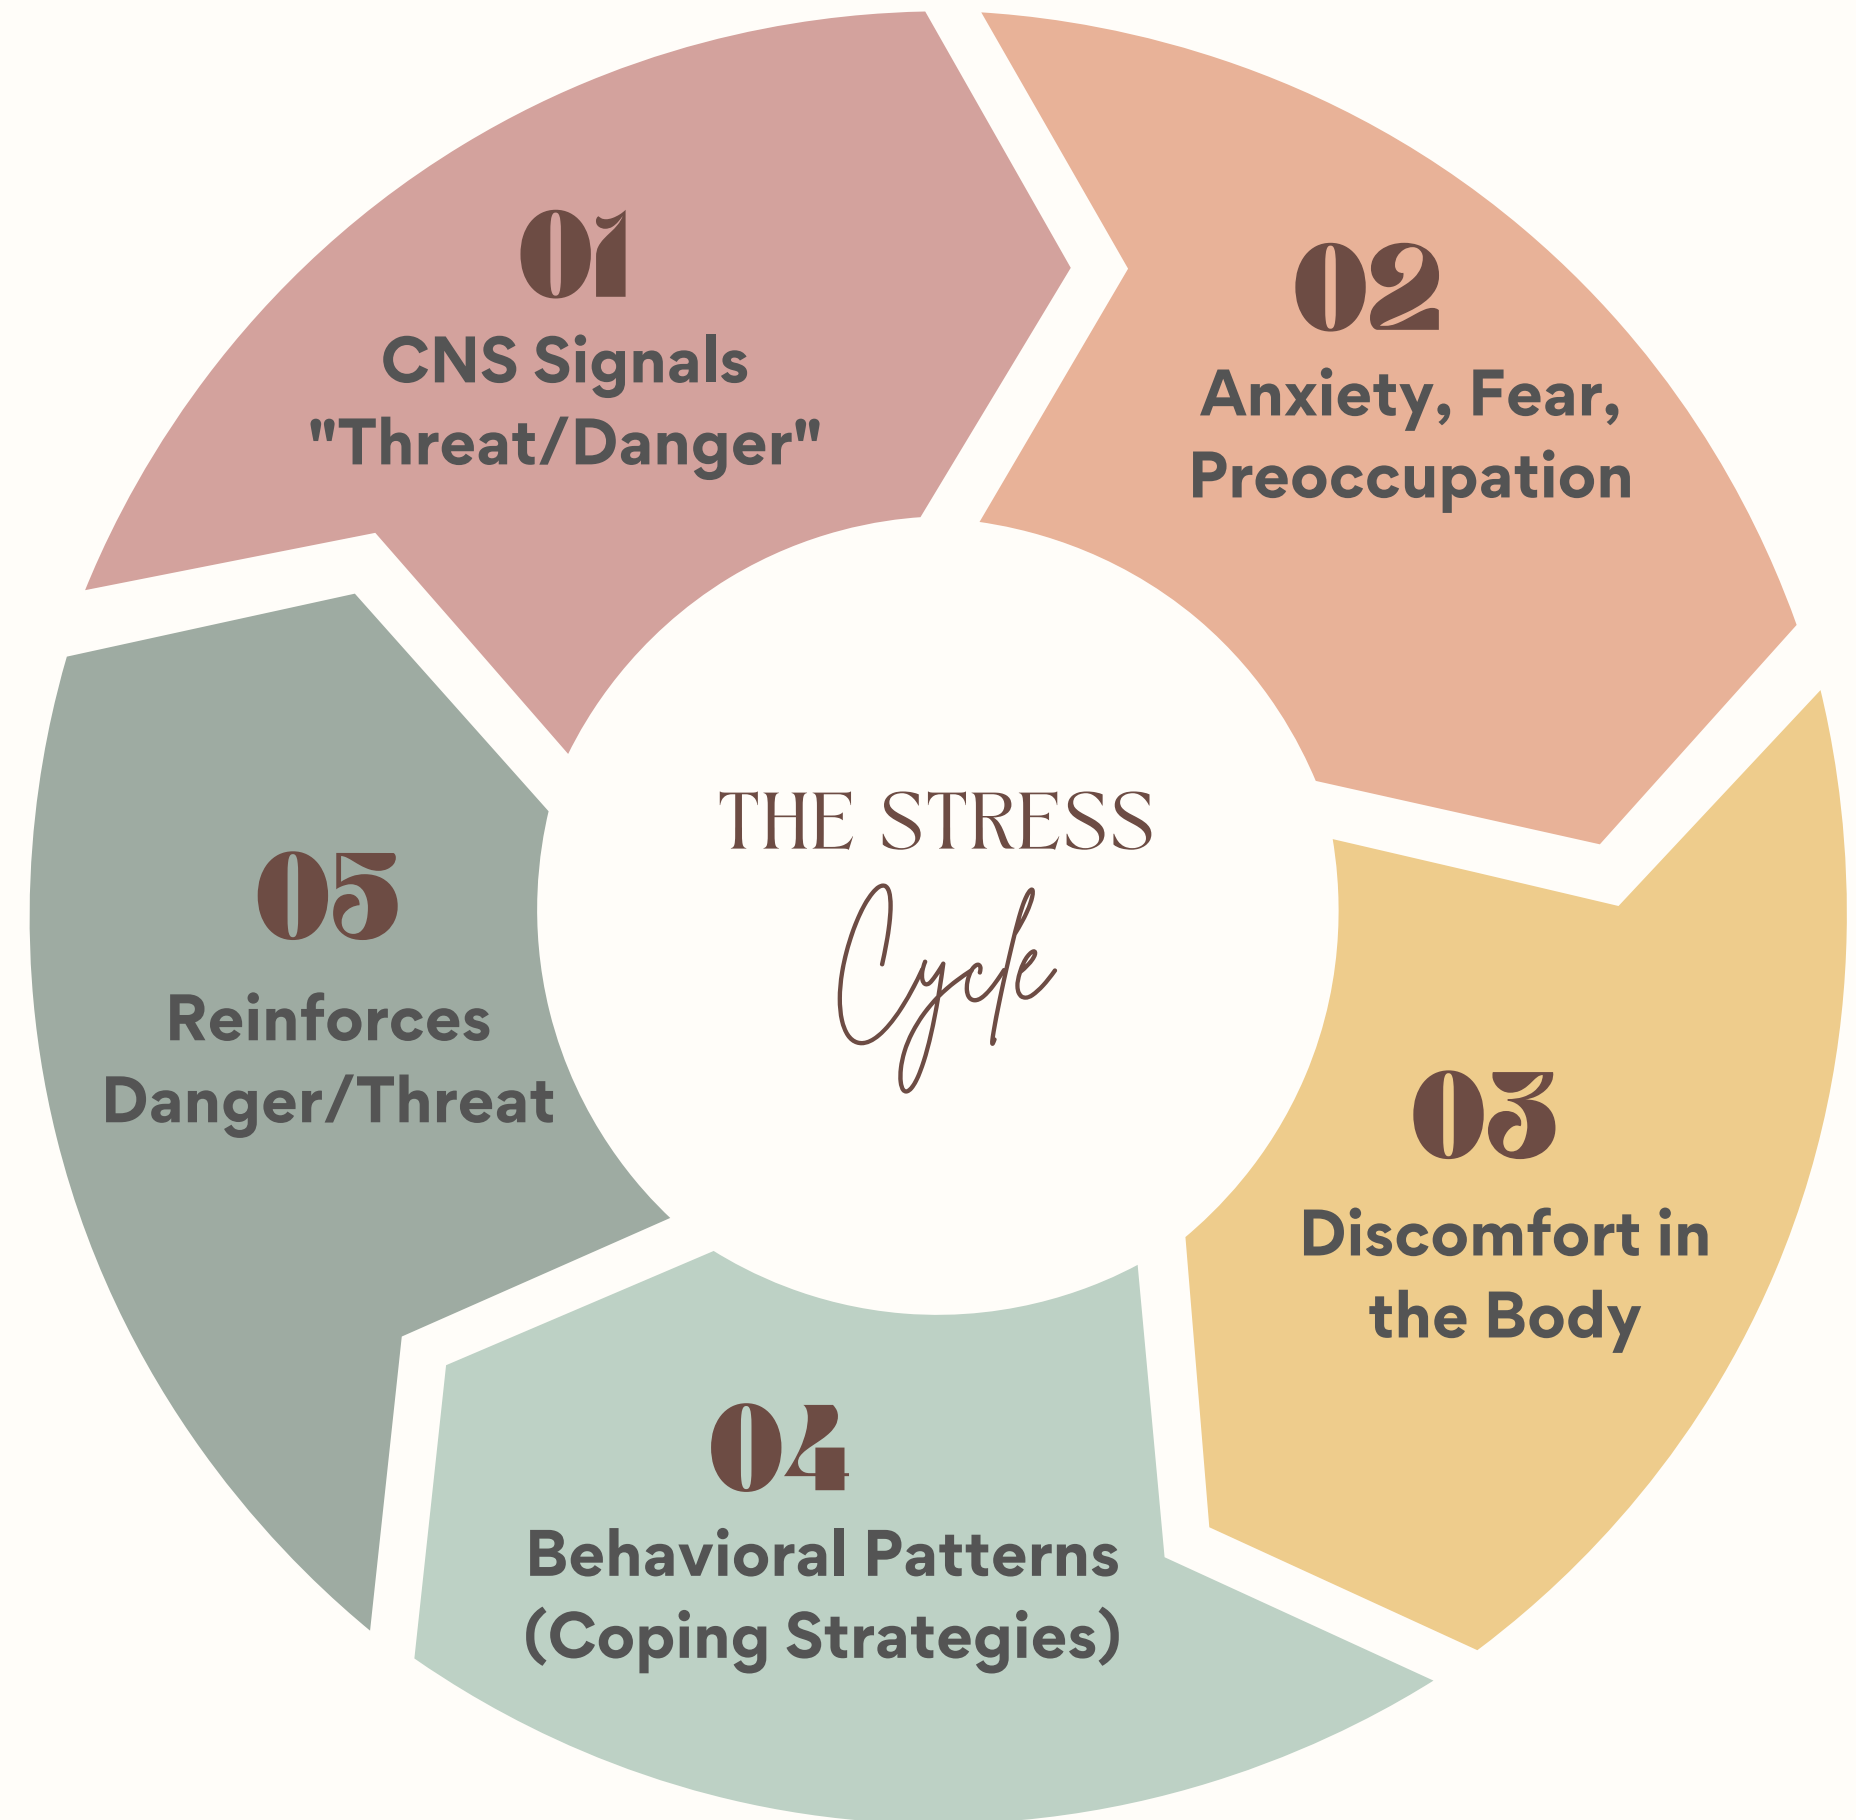 01
CNS Signals
"Threat/Danger"
02
Anxiety, Fear,
Preoccupation
03
Discomfort in
the Body
04
Behavioral Patterns
(Coping Strategies)
05
Reinforces
Danger/Threat
THE STRESS
Cycle